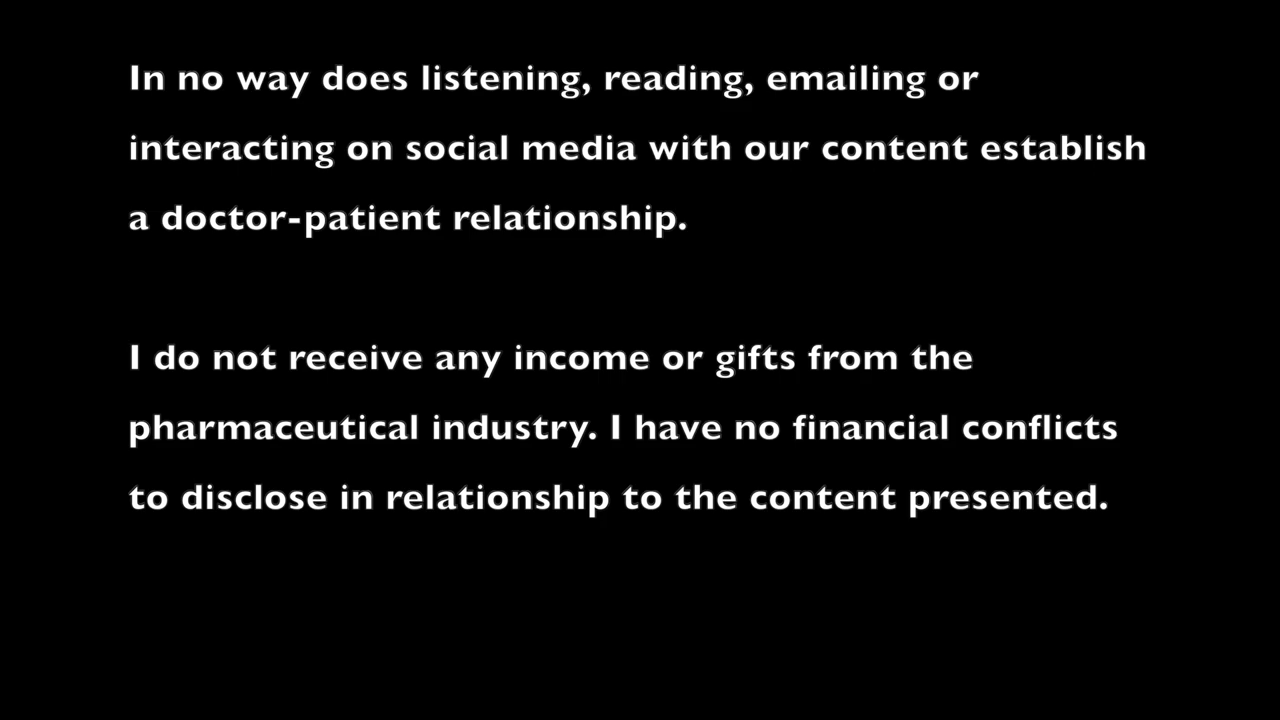 In no way does listening, reading, emailing or
interacting on social media with our content establish
a doctor-patient relationship.
I do not receive any income or gifts from the
pharmaceutical industry. I have no financial conflicts
to disclose in relationship to the content presented.